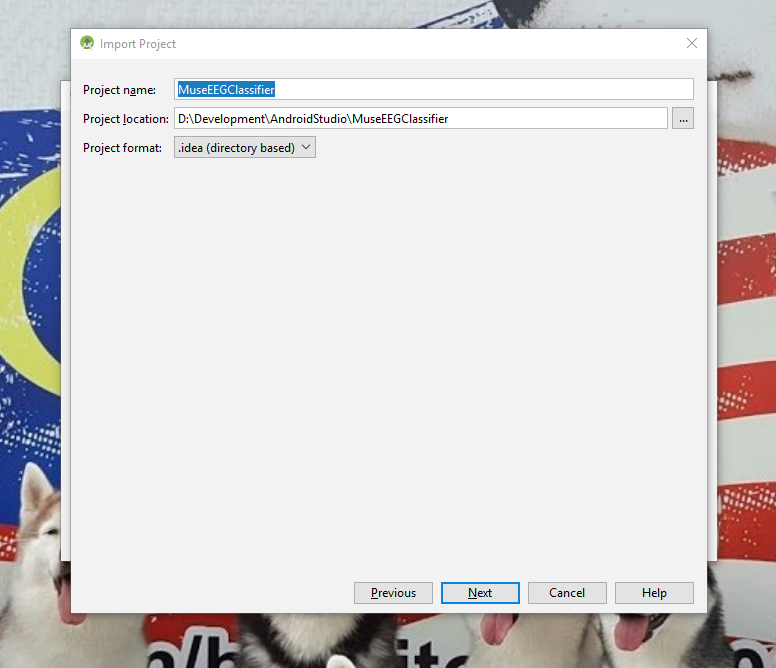 Import Project
Project name: MuseEEGClassifier
Project location: D:\Development\AndroidStudio\MuseEEGClassifier ...
Project format: .idea (directory based)
Previous Next Cancel Help